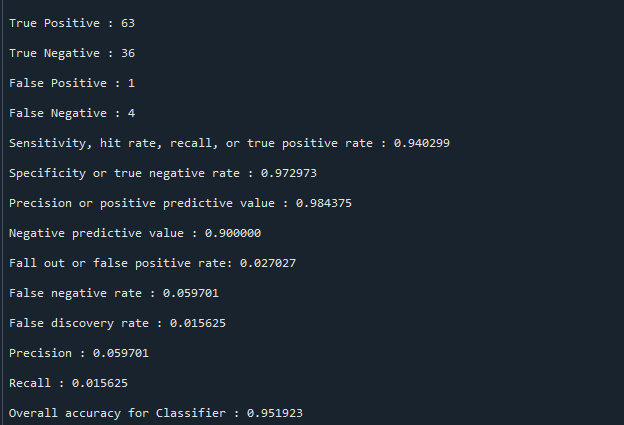 True Positive : 63
True Negative : 36
False Positive : 1
False Negative : 4
Sensitivity, hit rate, recall, or true positive rate : 0.940299
Specificity or true negative rate : 0.972973
Precision or positive predictive value : 0.984375
Negative predictive value : 0.900000
Fall out or false positive rate: 0.027027
False negative rate : 0.059701
False discovery rate : 0.015625
Precision : 0.059701
Recall : 0.015625
Overall accuracy for Classifier : 0.951923